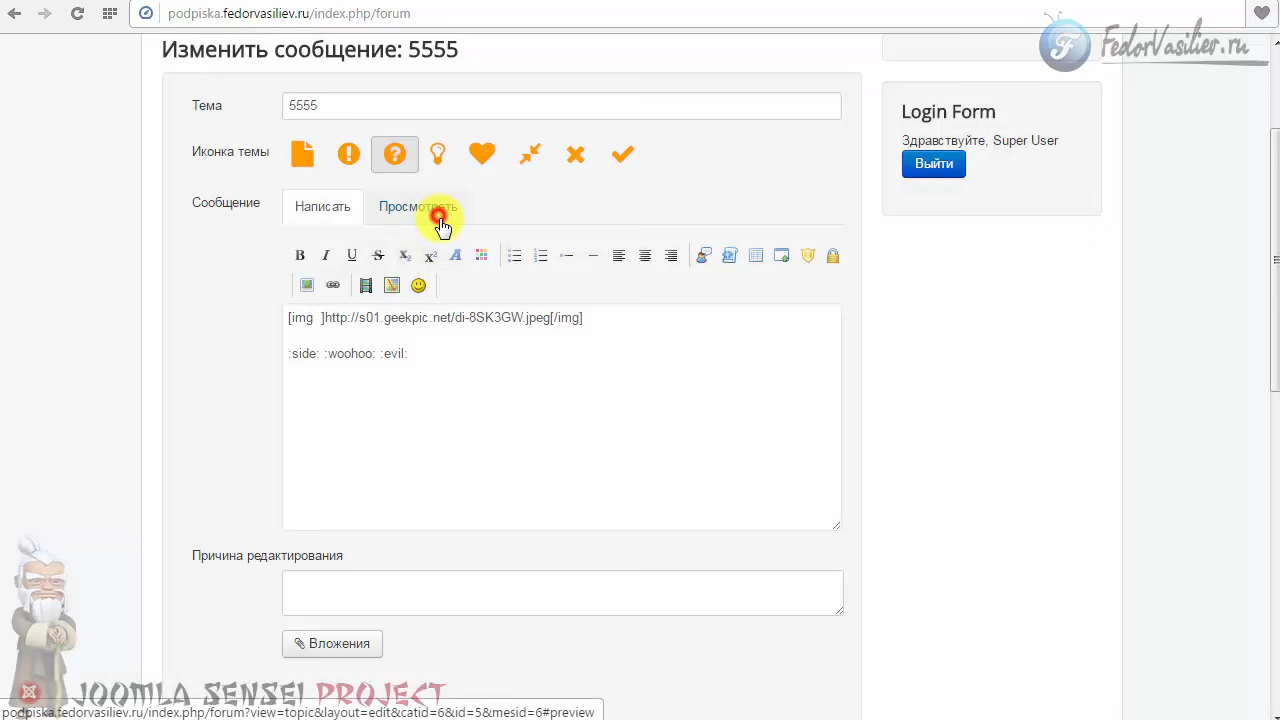 podpiska.fedorvasiliev.ru/index.php/forum
FedorVasiliev.ru
Изменить сообщение: 5555
Тема
5555
Иконка темы
Сообщение
Написать
Просмотреть
[img  ]http://s01.geekpic.net/di-8SK3GW.jpeg[/img]
:side: :woohoo: :evil:
Причина редактирования
Вложения
Login Form
Здравствуйте, Super User
Выйти
JOOMLA SENSEI PROJECT
podpiska.fedorvasiliev.ru/index.php/forum?view=topic&layout=edit&catid=6&id=5&mesid=6#preview